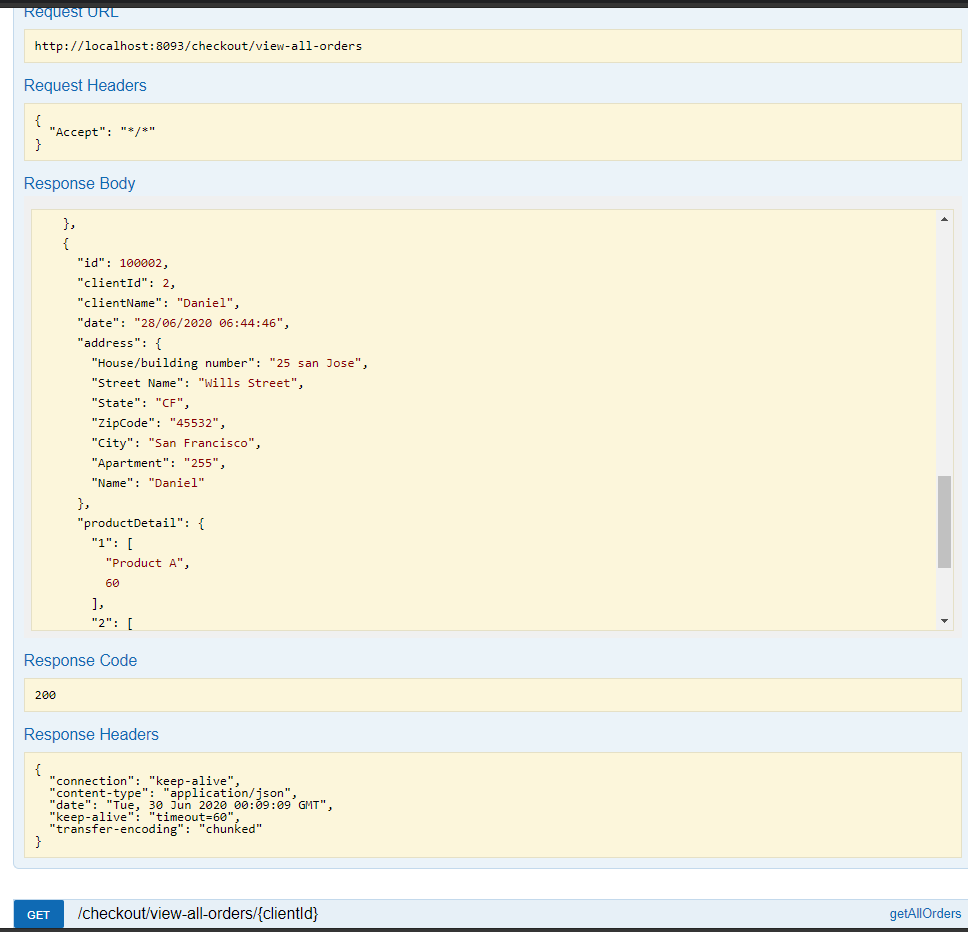 Request URL
http://localhost:8093/checkout/view-all-orders
Request Headers
{
"Accept": "*/*"
}
Response Body
},
{
"id": 100002,
"clientId": 2,
"clientName": "Daniel",
"date": "28/06/2020 06:44:46",
"address": {
"House/building number": "25 san Jose",
"Street Name": "Wills Street",
"State": "CF",
"ZipCode": "45532",
"City": "San Francisco",
"Apartment": "255",
"Name": "Daniel"
},
"productDetail": {
"1": [
"Product A",
60
],
"2": [
Response Code
200
Response Headers
{
"connection": "keep-alive",
"content-type": "application/json",
"date": "Tue, 30 Jun 2020 00:09:09 GMT",
"keep-alive": "timeout=60",
"transfer-encoding": "chunked"
}
GET /checkout/view-all-orders/{clientId} getAllOrders